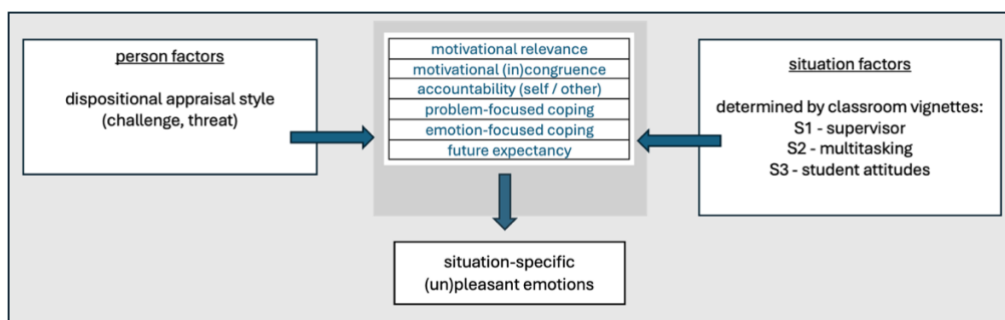 person factors
dispositional appraisal style
(challenge, threat)
motivational relevance
motivational (in)congruence
accountability (self / other)
problem-focused coping
emotion-focused coping
future expectancy
situation factors
determined by classroom vignettes:
S1 - supervisor
S2 - multitasking
S3 - student attitudes
situation-specific
(un)pleasant emotions